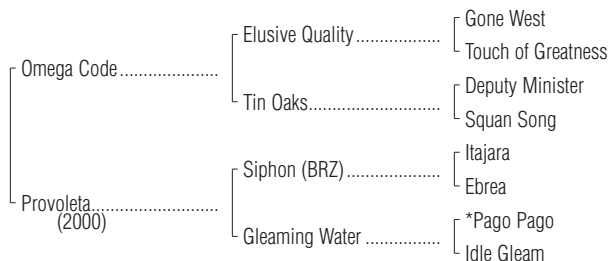 Gone West
Elusive Quality
Touch of Greatness
Omega Code
Deputy Minister
Tin Oaks
Squan Song
Itajara
Siphon (BRZ)
Ebrea
Provoleta
(2000)
*Pago Pago
Gleaming Water
Idle Gleam